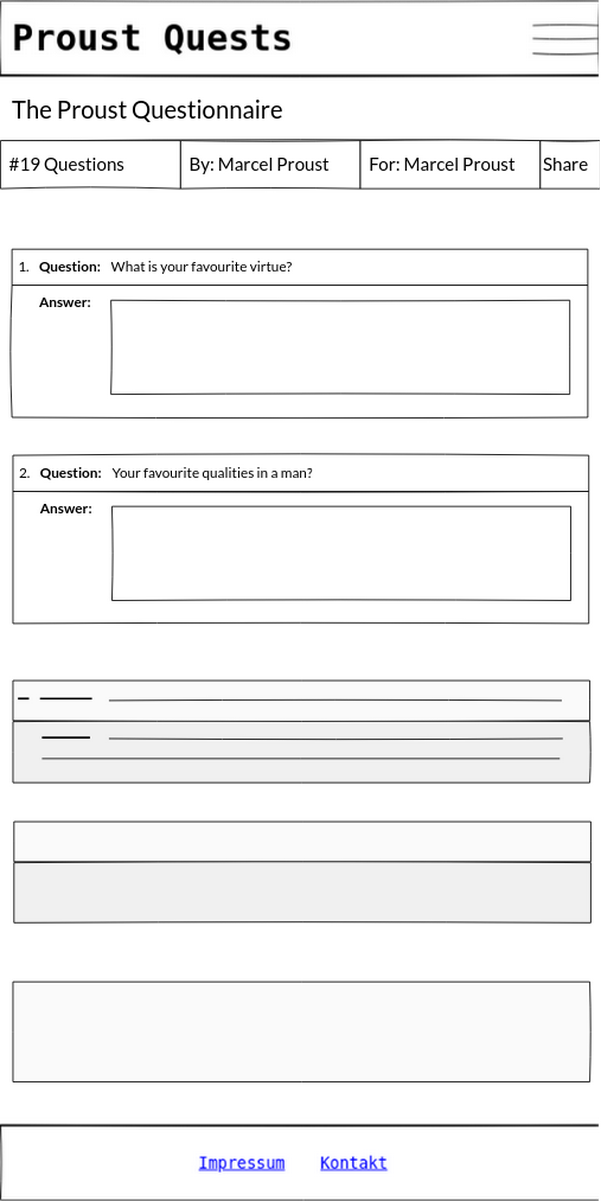 Proust Quests
The Proust Questionnaire
#19 Questions By: Marcel Proust For: Marcel Proust Share
1. Question: What is your favourite virtue?
Answer:
2. Question: Your favourite qualities in a man?
Answer:
Impressum Kontakt